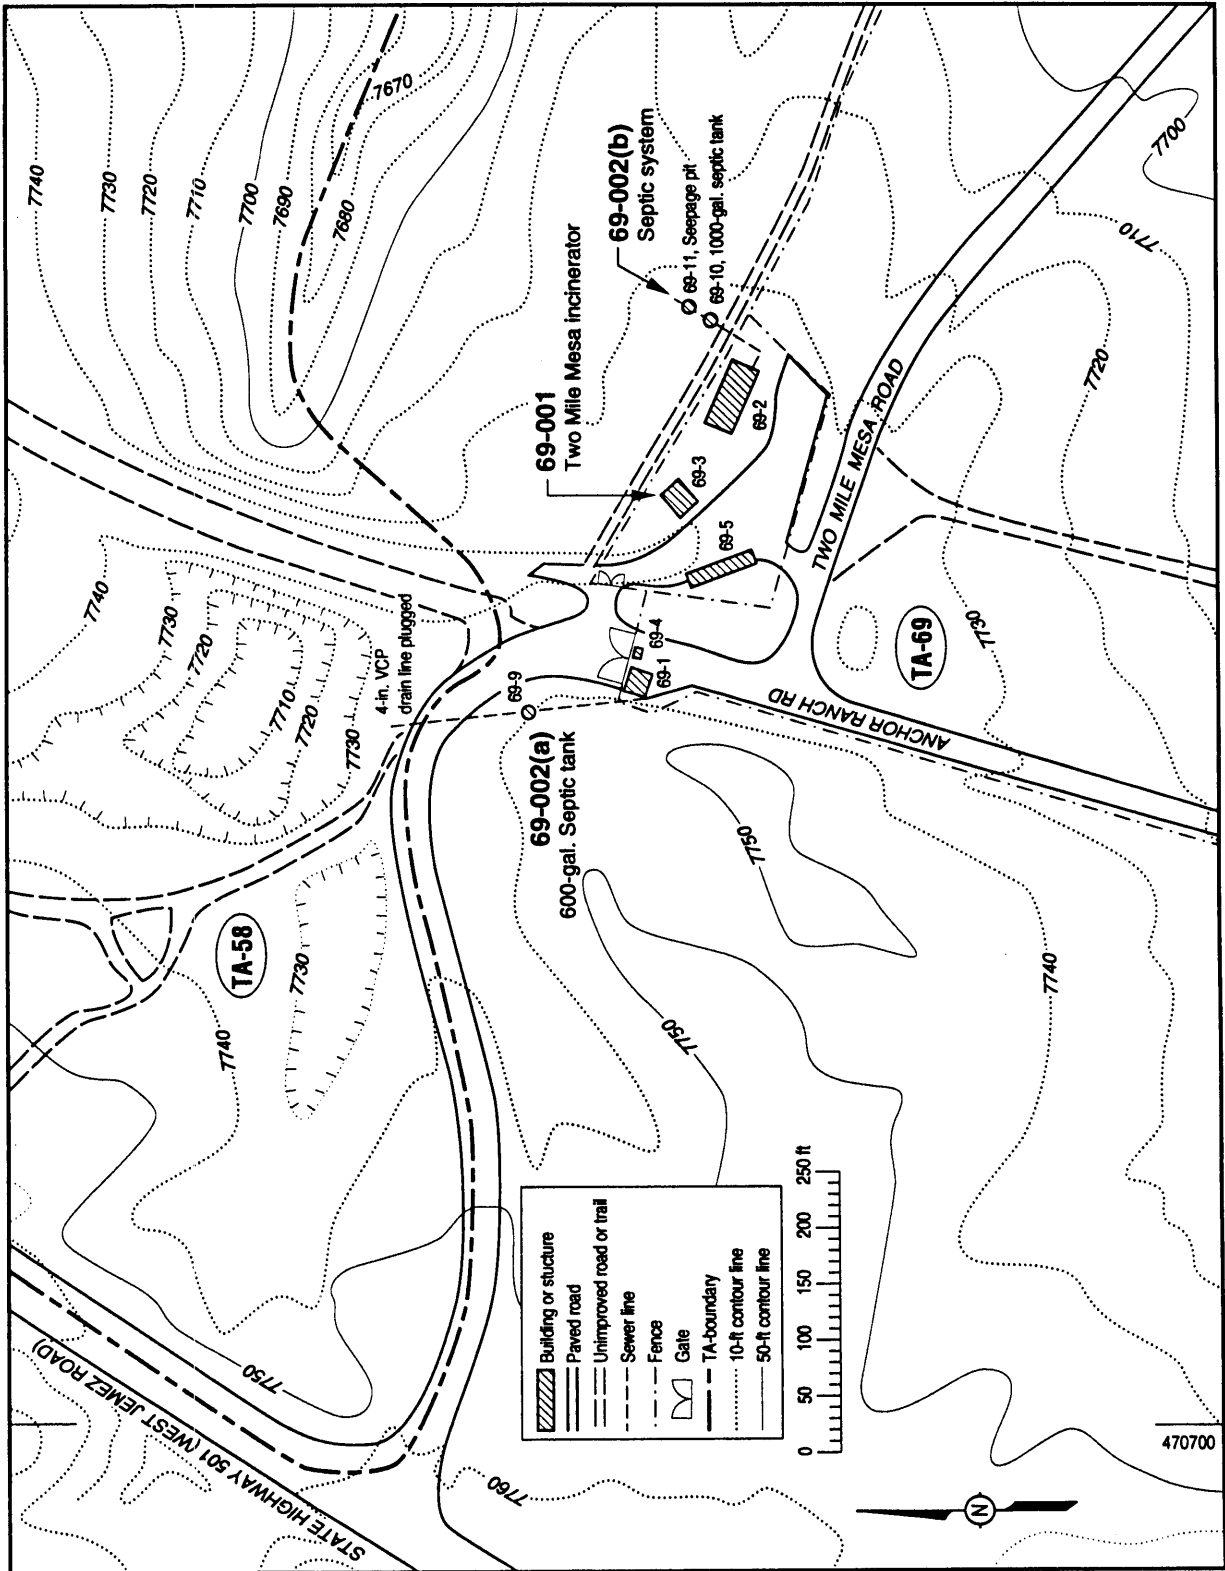 7740
7730
7720
7710
7700
7690
7680
7670
69-002(b)
Septic system
69-11, Seepage pit
69-10, 1000-gal. septic tank
69-001
Two Mile Mesa incinerator
7700
7710
7720
69-2
69-3
69-5
TWO MILE MESA ROAD
7740
7730
7720
7710
7720
7730
4-in. VCP
drain line plugged
69-9
69-4
69-1
TA-69
7730
ANCHOR RANCH RD
69-002(a)
600-gal. Septic tank
TA-58
7730
7740
7750
7750
7740
7750
7760
STATE HIGHWAY 501 (WEST JEMEZ ROAD)
Building or stucture
Paved road
Unimproved road or trail
Sewer line
Fence
Gate
TA-boundary
10-ft contour line
50-ft contour line
0 50 100 150 200 250 ft
N
470700